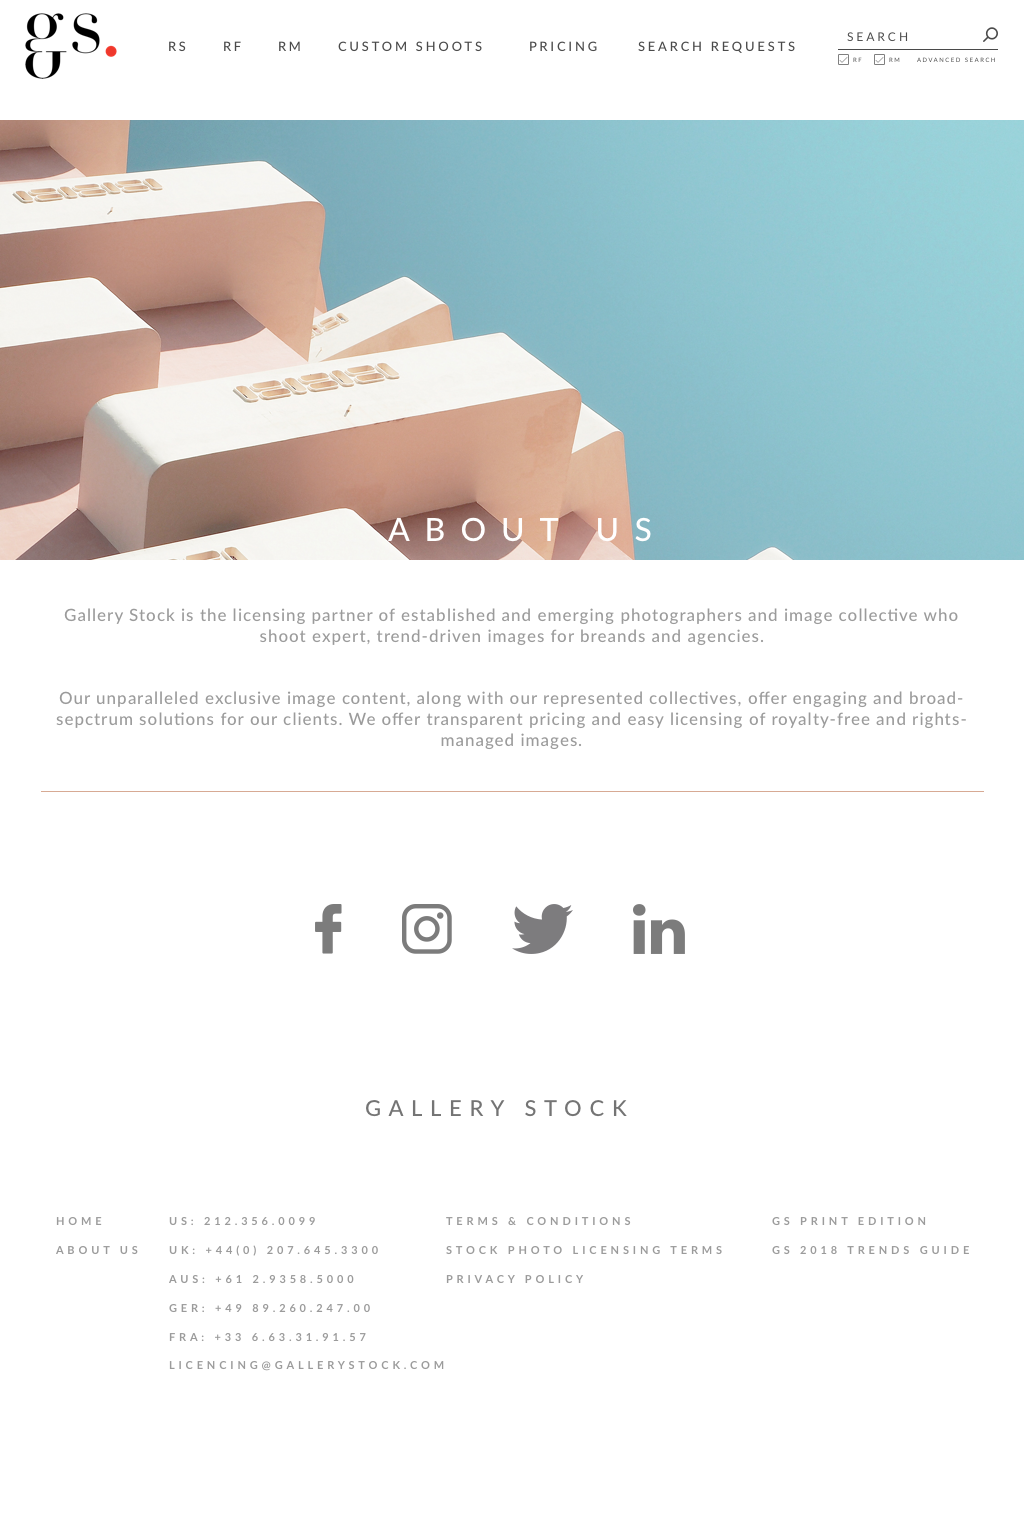 g s
&
RS RF RM CUSTOM SHOOTS PRICING SEARCH REQUESTS
SEARCH
RF RM ADVANCED SEARCH
ABOUT US
Gallery Stock is the licensing partner of established and emerging photographers and image collective who
shoot expert, trend-driven images for breands and agencies.
Our unparalleled exclusive image content, along with our represented collectives, offer engaging and broad-
sepctrum solutions for our clients. We offer transparent pricing and easy licensing of royalty-free and rights-
managed images.
GALLERY STOCK
HOME
ABOUT US
US: 212.356.0099
UK: +44(0) 207.645.3300
AUS: +61 2.9358.5000
GER: +49 89.260.247.00
FRA: +33 6.63.31.91.57
LICENCING@GALLERYSTOCK.COM
TERMS & CONDITIONS
STOCK PHOTO LICENSING TERMS
PRIVACY POLICY
GS PRINT EDITION
GS 2018 TRENDS GUIDE